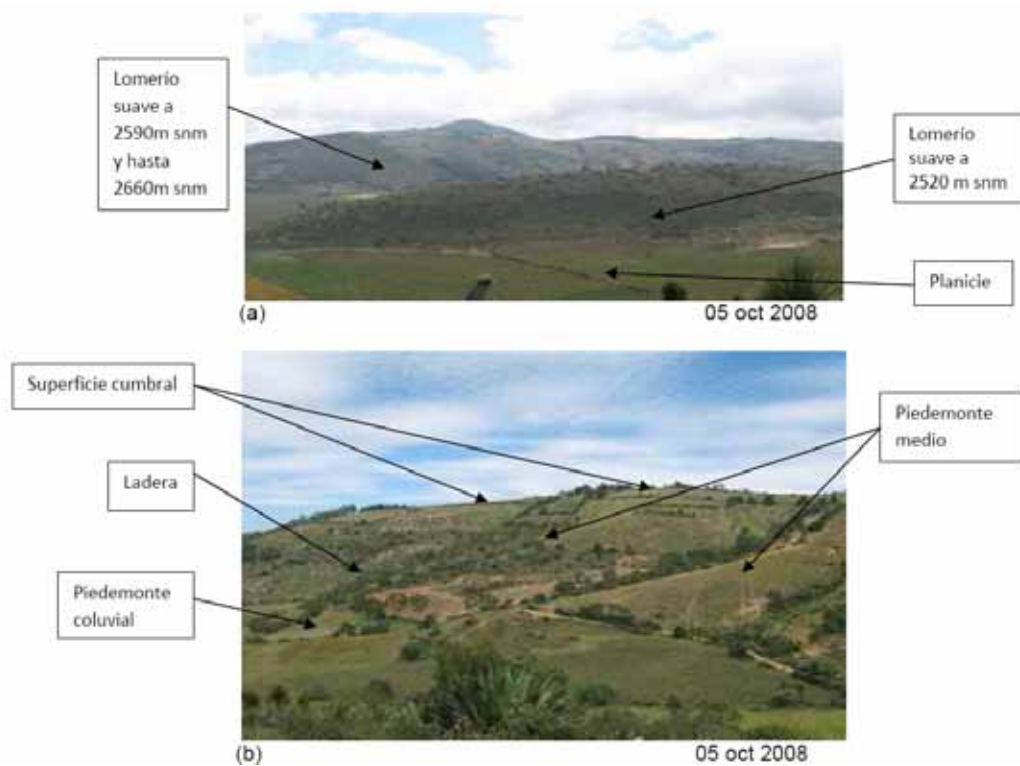 Lomerío
suave a
2590m snm
y hasta
2660m snm
Lomerío
suave a
2520 m snm
Planicie
(a)
05 oct 2008
Superficie cumbral
Ladera
Piedemonte
coluvial
Piedemonte
medio
(b)
05 oct 2008